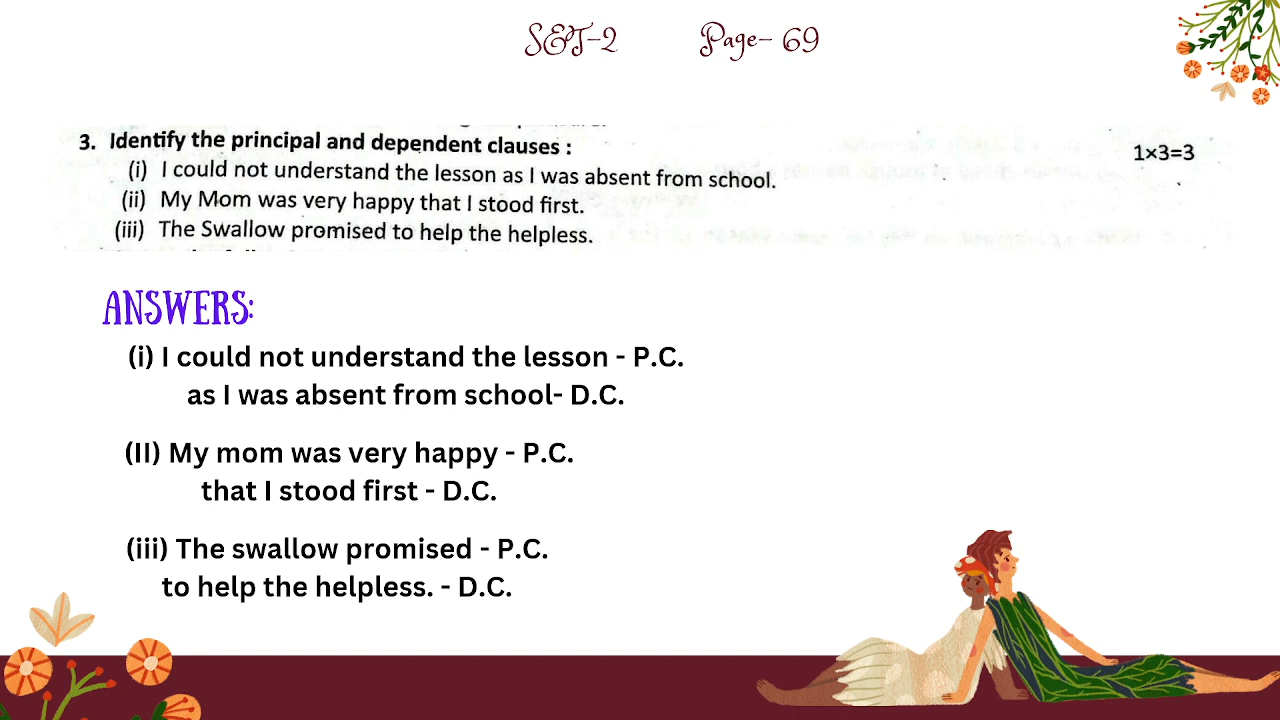 SET-2 Page- 69
3. Identify the principal and dependent clauses : 1×3=3
(i) I could not understand the lesson as I was absent from school.
(ii) My Mom was very happy that I stood first.
(iii) The Swallow promised to help the helpless.
ANSWERS:
(i) I could not understand the lesson - P.C.
as I was absent from school- D.C.
(II) My mom was very happy - P.C.
that I stood first - D.C.
(iii) The swallow promised - P.C.
to help the helpless. - D.C.